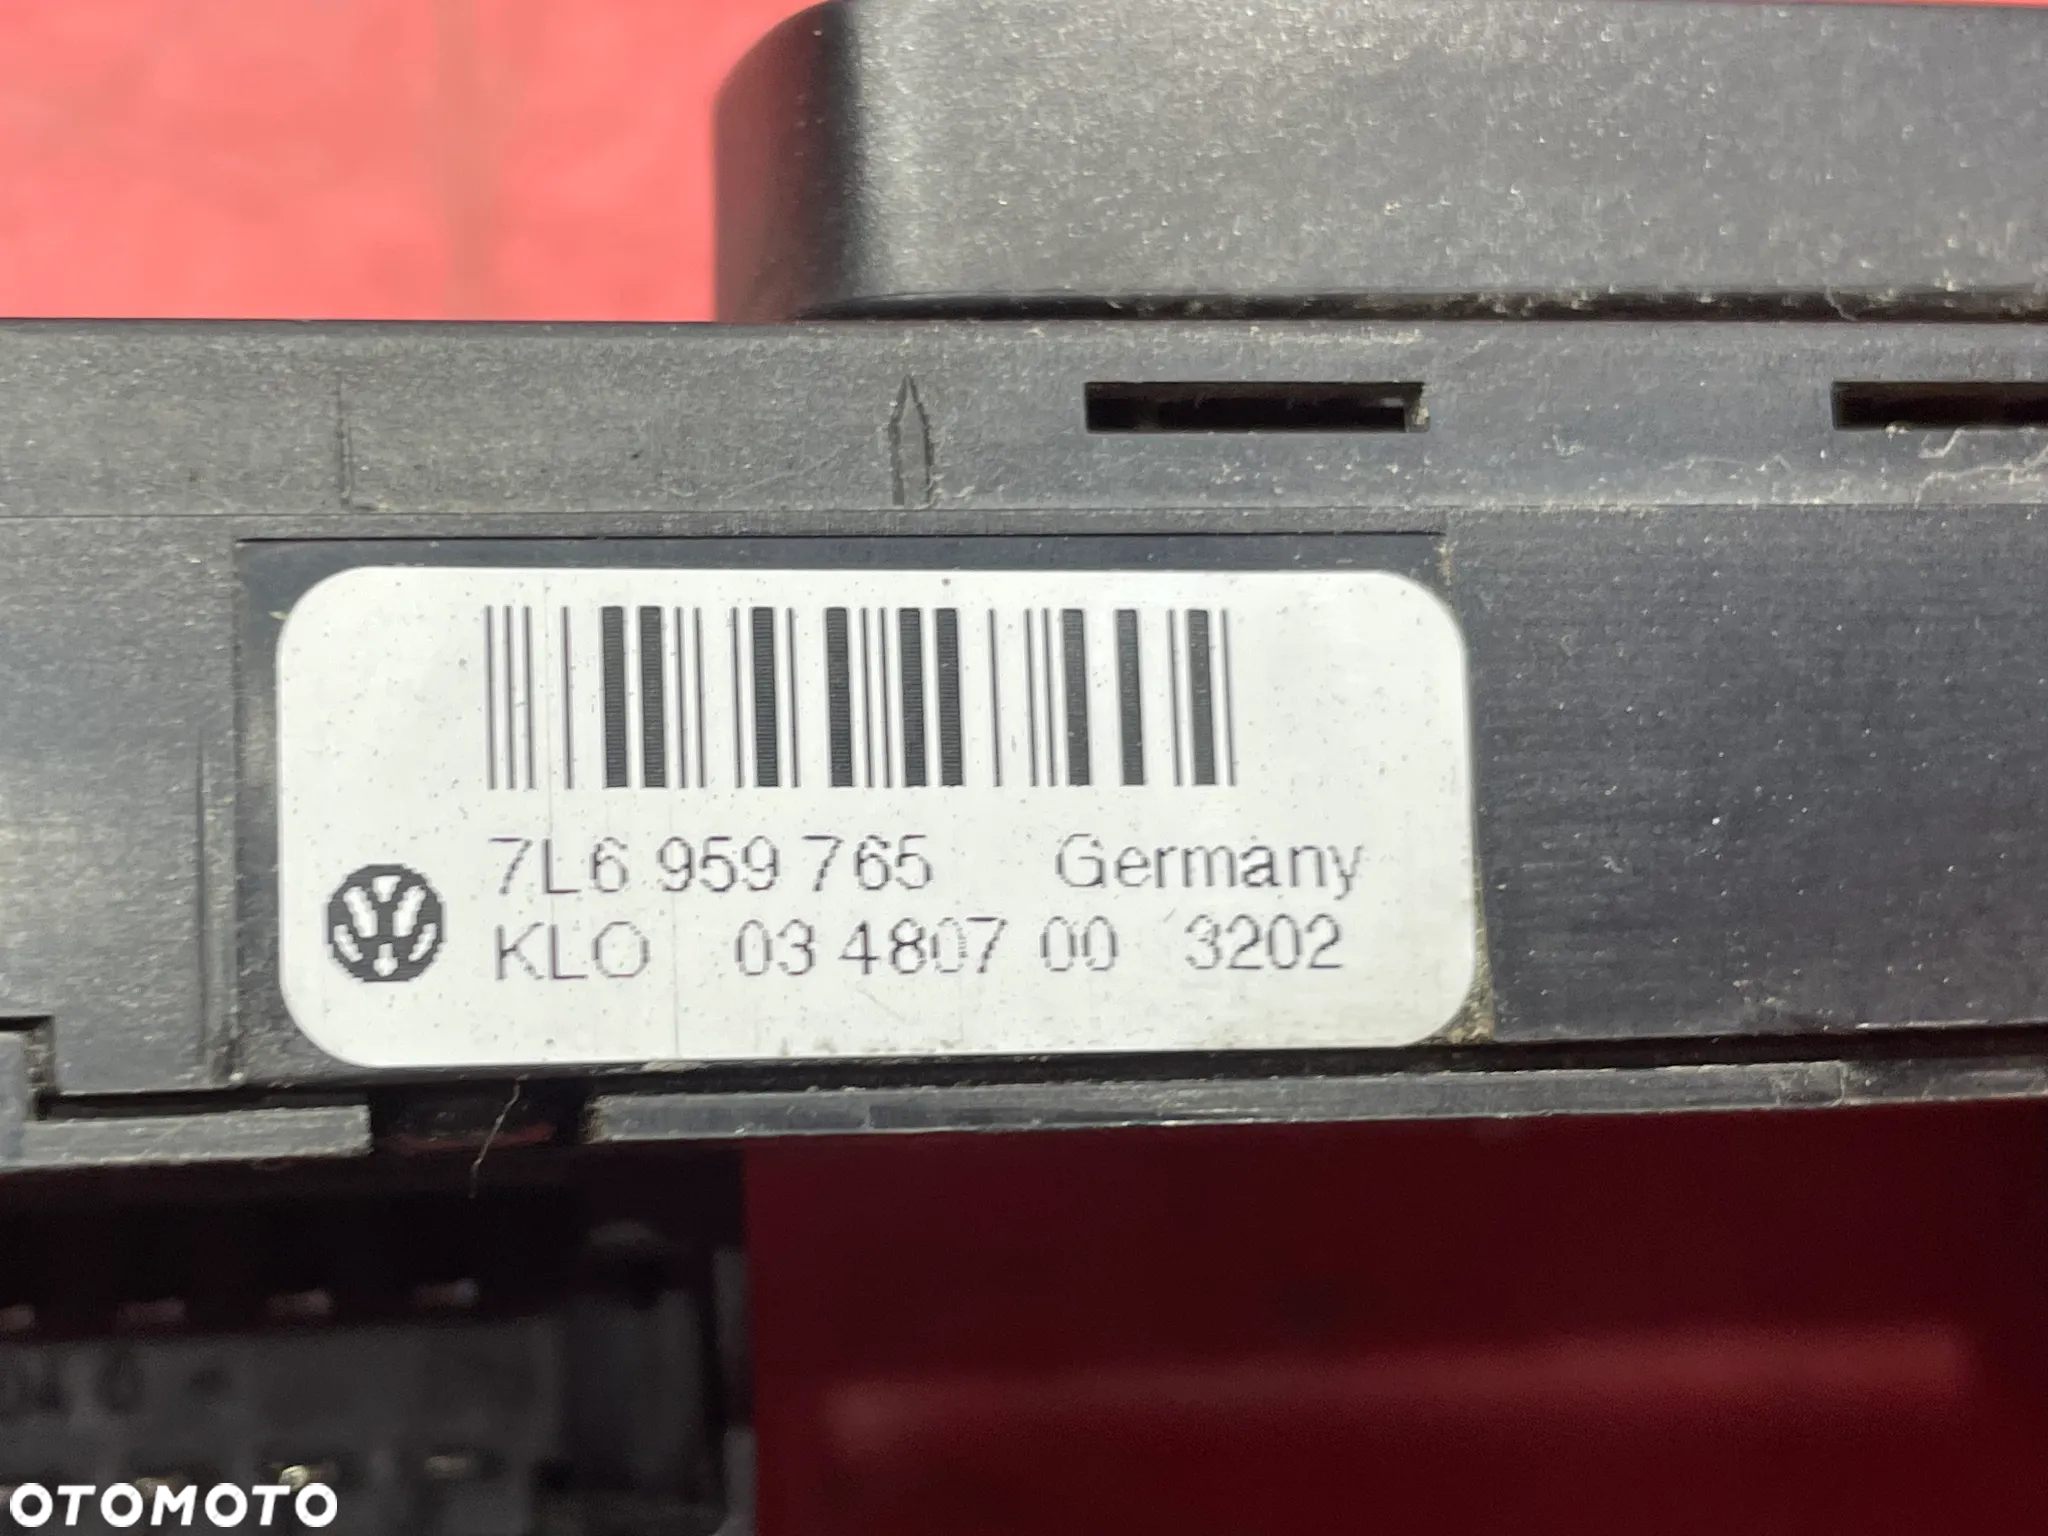 7L6 959 765 Germany
KLO 03 4807 00 3202
OTOMOTO